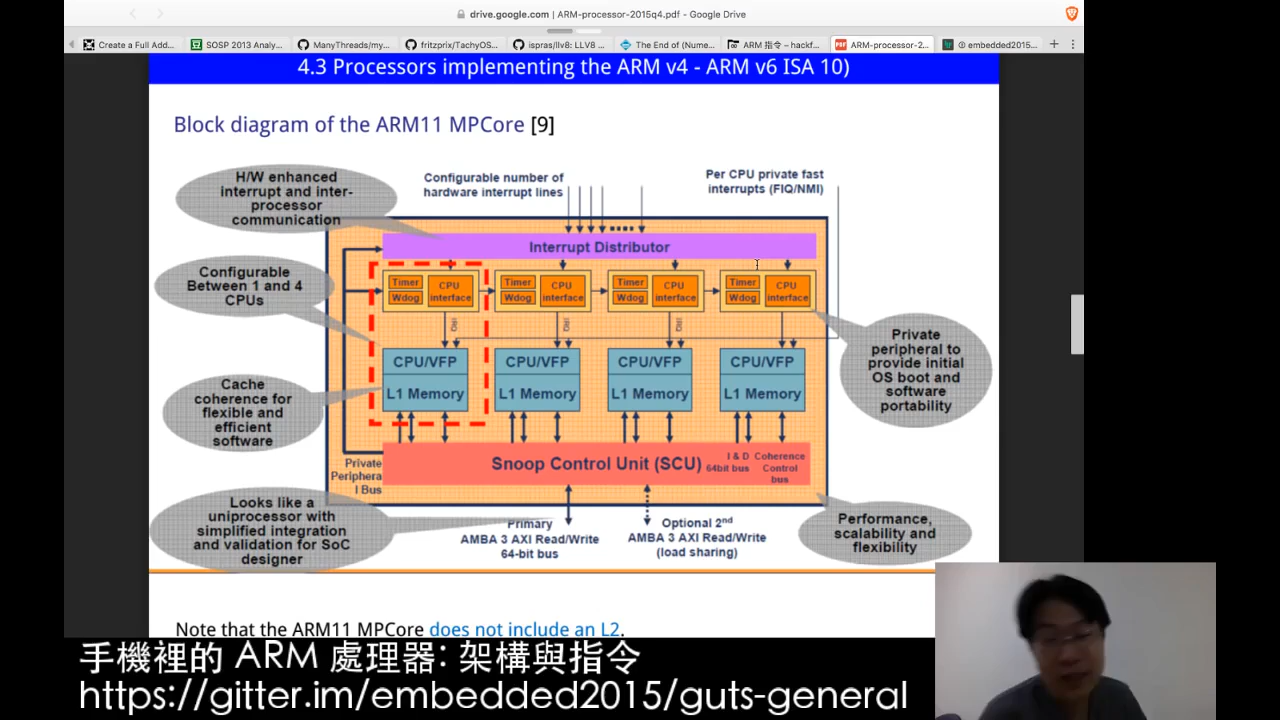 drive.google.com | ARM-processor-2015q4.pdf - Google Drive
Create a Full Add...
SOSP 2013 Analy...
ManyThreads/my...
fritzprix/TachyOS...
ispras/llv8: LLV8 ...
The End of (Nume...
ARM 指令 ~ hackf...
ARM-processor-2...
embedded2015...
4.3 Processors implementing the ARM v4 - ARM v6 ISA 10)
Block diagram of the ARM11 MPCore [9]
H/W enhanced
interrupt and inter-
processor
communication
Configurable number of
hardware interrupt lines
Per CPU private fast
interrupts (FIQ/NMI)
Interrupt Distributor
Configurable
Between 1 and 4
CPUs
Timer
Wdog
CPU
interface
Timer
Wdog
CPU
interface
Timer
Wdog
CPU
interface
Timer
Wdog
CPU
interface
IRQ
IRQ
IRQ
CPU/VFP
L1 Memory
CPU/VFP
L1 Memory
CPU/VFP
L1 Memory
CPU/VFP
L1 Memory
Private
peripheral to
provide initial
OS boot and
software
portability
Cache
coherence for
flexible and
efficient
software
Private
Periphera
l Bus
Snoop Control Unit (SCU)
I & D
64bit bus
Coherence
Control
bus
Looks like a
uniprocessor with
simplified integration
and validation for SoC
designer
Primary
AMBA 3 AXI Read/Write
64-bit bus
Optional 2nd
AMBA 3 AXI Read/Write
(load sharing)
Performance,
scalability and
flexibility
Note that the ARM11 MPCore does not include an L2.
手機裡的 ARM 處理器: 架構與指令
https://gitter.im/embedded2015/guts-general